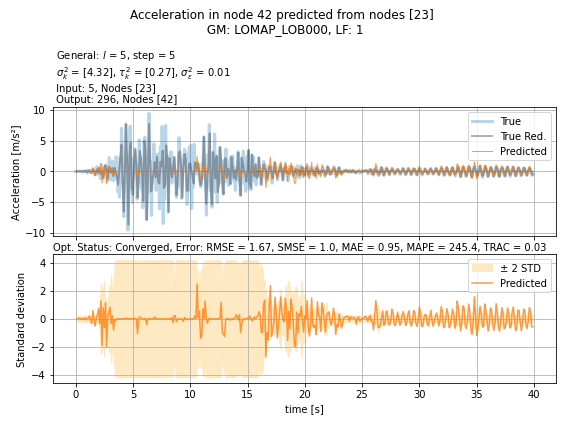 Acceleration in node 42 predicted from nodes [23]
GM: LOMAP_LOB000, LF: 1
General: l = 5, step = 5
σ²ₖ = [4.32], τ²ₖ = [0.27], σ²ε = 0.01
Input: 5, Nodes [23]
Output: 296, Nodes [42]
10
5
0
−5
−10
Acceleration [m/s²]
True
True Red.
Predicted
Opt. Status: Converged, Error: RMSE = 1.67, SMSE = 1.0, MAE = 0.95, MAPE = 245.4, TRAC = 0.03
4
2
0
−2
−4
Standard deviation
± 2 STD
Predicted
0 5 10 15 20 25 30 35 40
time [s]